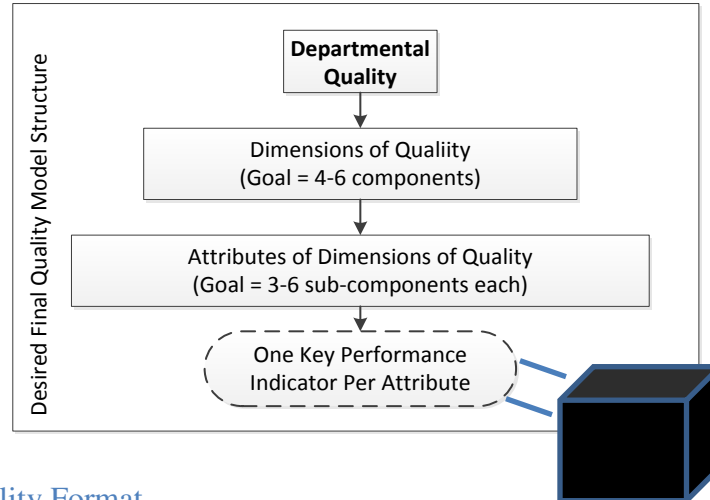 Desired Final Quality Model Structure
Departmental
Quality
Dimensions of Qualiity
(Goal = 4-6 components)
Attributes of Dimensions of Quality
(Goal = 3-6 sub-components each)
One Key Performance
Indicator Per Attribute
lity Format